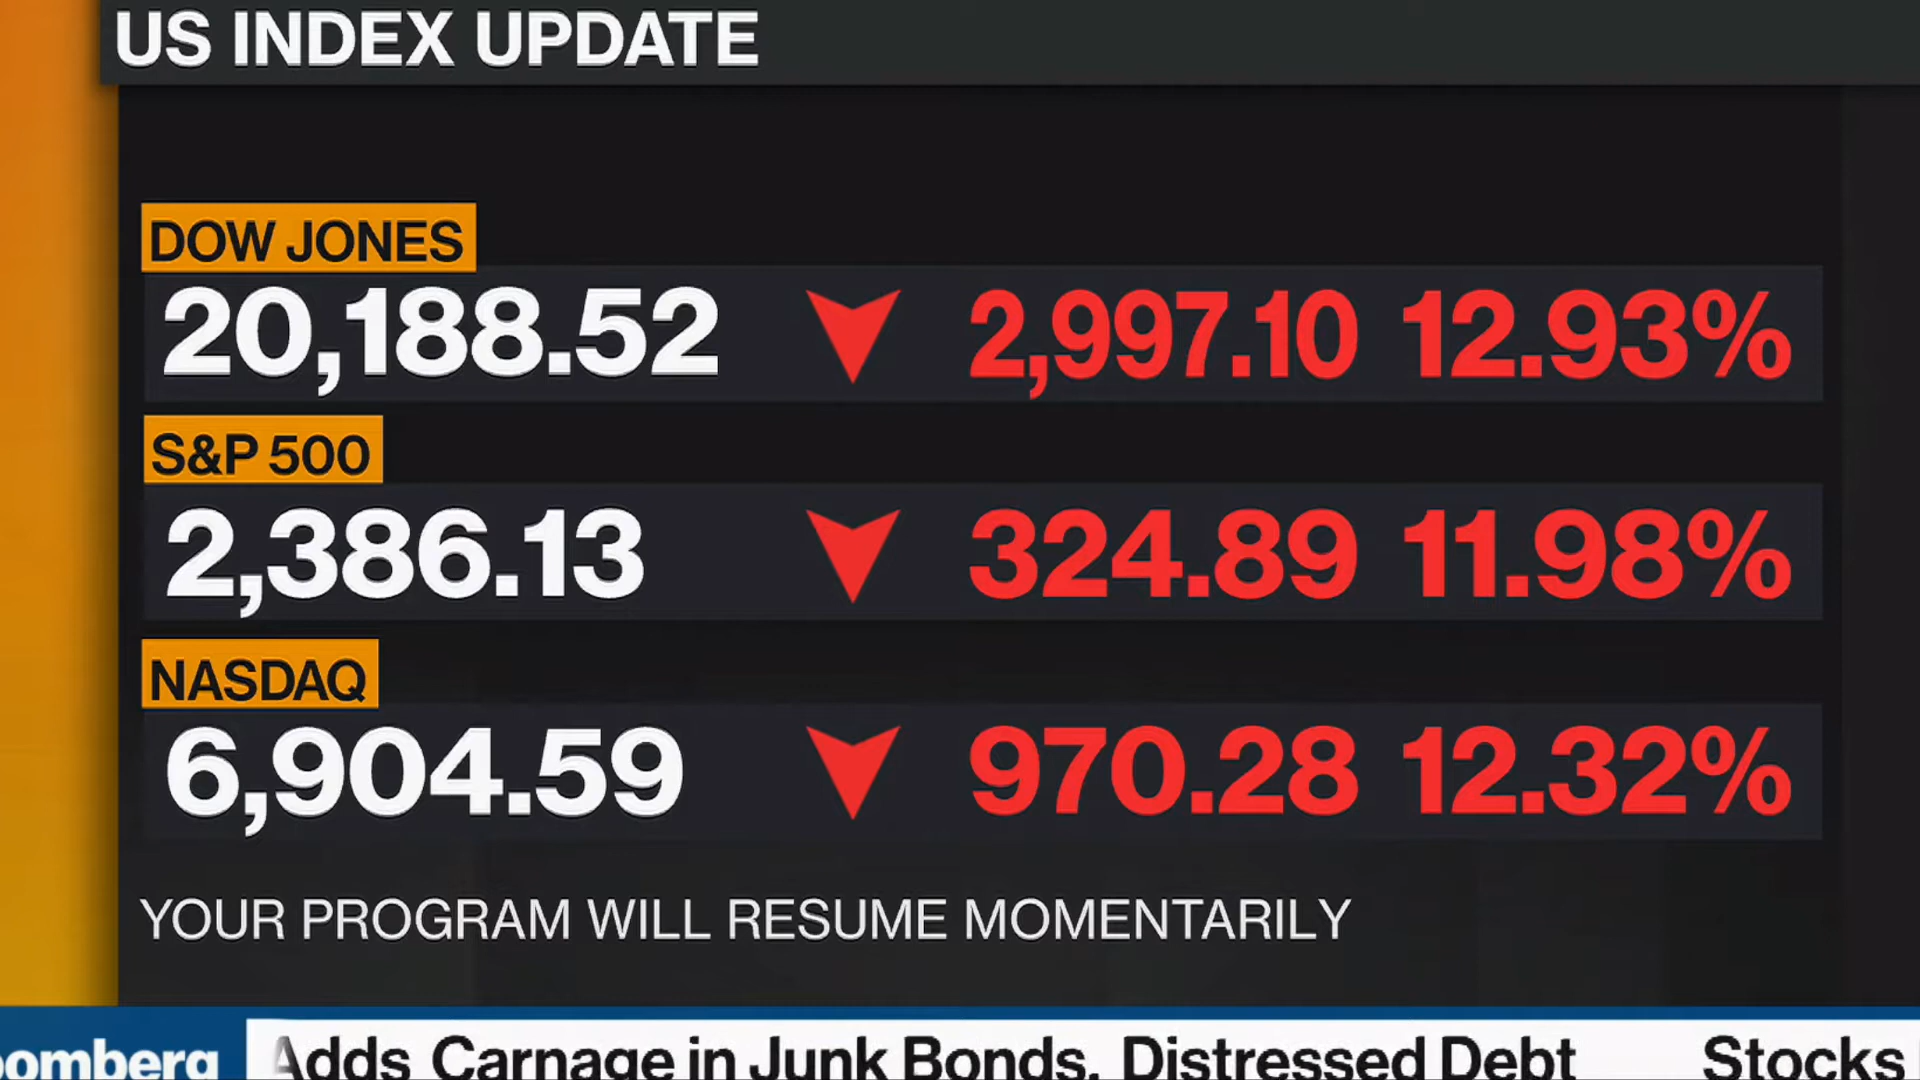 US INDEX UPDATE
DOW JONES
20,188.52 2,997.10 12.93%
S&P 500
2,386.13 324.89 11.98%
NASDAQ
6,904.59 970.28 12.32%
YOUR PROGRAM WILL RESUME MOMENTARILY
oomberg Adds Carnage in Junk Bonds, Distressed Debt Stocks